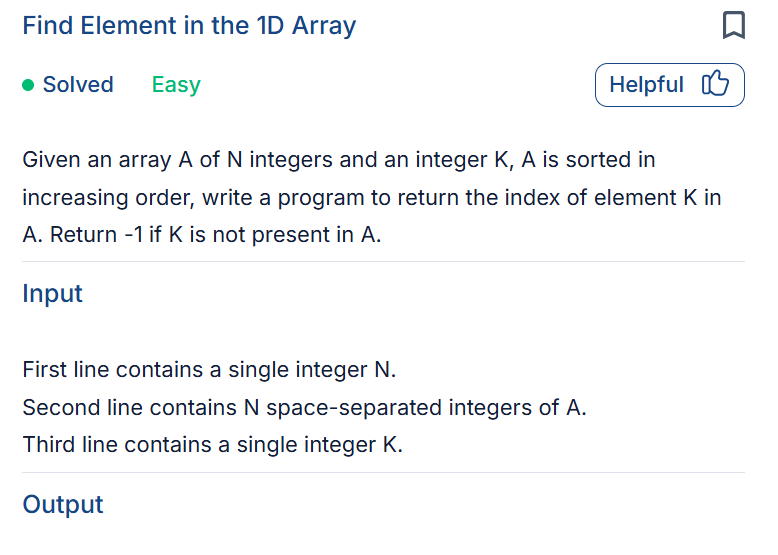 Find Element in the 1D Array
Solved Easy Helpful
Given an array A of N integers and an integer K, A is sorted in
increasing order, write a program to return the index of element K in
A. Return -1 if K is not present in A.
Input
First line contains a single integer N.
Second line contains N space-separated integers of A.
Third line contains a single integer K.
Output